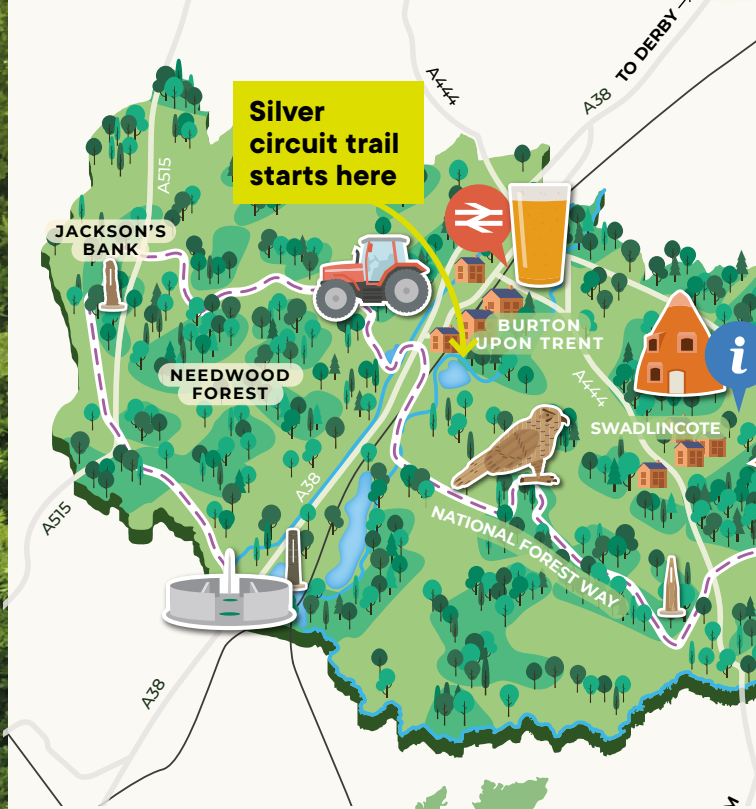 TO DERBY
A38
A444
Silver
circuit trail
starts here
A515
JACKSON'S
BANK
BURTON
UPON TRENT
i
A444
NEEDWOOD
FOREST
SWADLINCOTE
A38
A515
NATIONAL FOREST WAY
A38